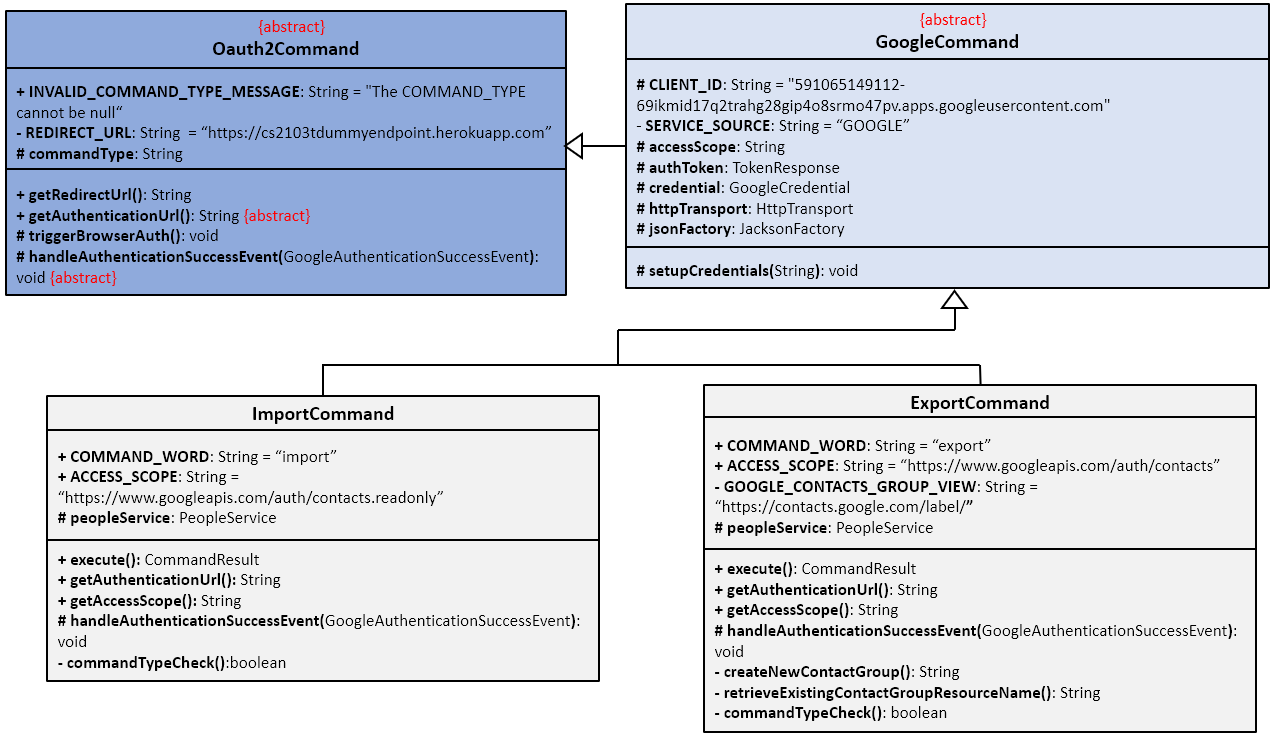 {abstract}
Oauth2Command
+ INVALID_COMMAND_TYPE_MESSAGE: String = "The COMMAND_TYPE
cannot be null“
- REDIRECT_URL: String  = “https://cs2103tdummyendpoint.herokuapp.com”
# commandType: String
+ getRedirectUrl(): String
+ getAuthenticationUrl(): String {abstract}
# triggerBrowserAuth(): void
# handleAuthenticationSuccessEvent(GoogleAuthenticationSuccessEvent):
void {abstract}
{abstract}
GoogleCommand
# CLIENT_ID: String = "591065149112-
69ikmid17q2trahg28gip4o8srmo47pv.apps.googleusercontent.com"
- SERVICE_SOURCE: String = “GOOGLE”
# accessScope: String
# authToken: TokenResponse
# credential: GoogleCredential
# httpTransport: HttpTransport
# jsonFactory: JacksonFactory
# setupCredentials(String): void
ImportCommand
+ COMMAND_WORD: String = “import”
+ ACCESS_SCOPE: String =
“https://www.googleapis.com/auth/contacts.readonly”
# peopleService: PeopleService
+ execute(): CommandResult
+ getAuthenticationUrl(): String
+ getAccessScope(): String
# handleAuthenticationSuccessEvent(GoogleAuthenticationSuccessEvent):
void
- commandTypeCheck():boolean
ExportCommand
+ COMMAND_WORD: String = “export”
+ ACCESS_SCOPE: String = “https://www.googleapis.com/auth/contacts”
- GOOGLE_CONTACTS_GROUP_VIEW: String =
“https://contacts.google.com/label/”
# peopleService: PeopleService
+ execute(): CommandResult
+ getAuthenticationUrl(): String
+ getAccessScope(): String
# handleAuthenticationSuccessEvent(GoogleAuthenticationSuccessEvent):
void
- createNewContactGroup(): String
- retrieveExistingContactGroupResourceName(): String
- commandTypeCheck(): boolean